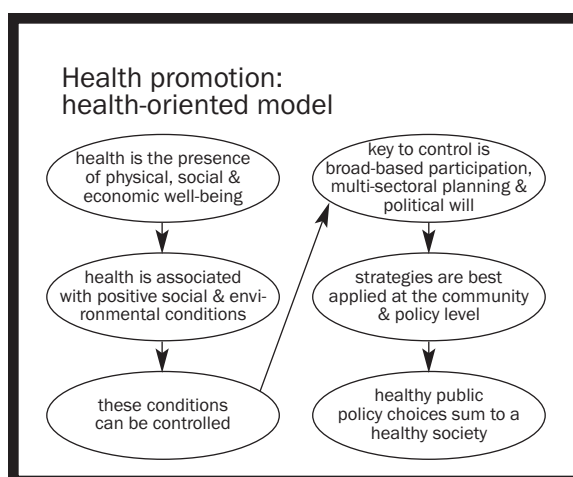 Health promotion:
health-oriented model
health is the presence
of physical, social &
economic well-being
health is associated
with positive social & envi-
ronmental conditions
these conditions
can be controlled
key to control is
broad-based participation,
multi-sectoral planning &
political will
strategies are best
applied at the community
& policy level
healthy public
policy choices sum to a
healthy society